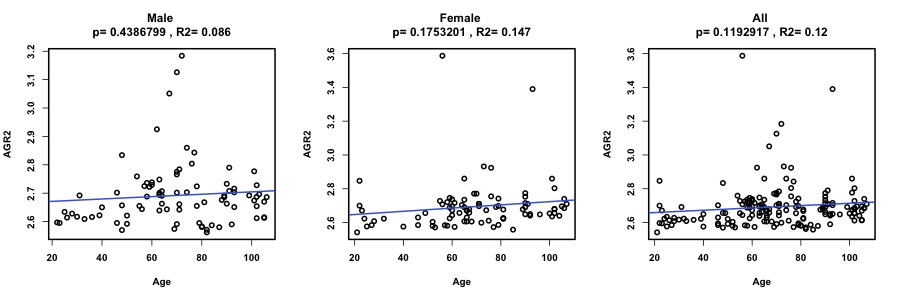 Male
p= 0.4386799 , R2= 0.086
AGR2
3.2
3.1
3.0
2.9
2.8
2.7
2.6
20 40 60 80 100
Age
Female
p= 0.1753201 , R2= 0.147
AGR2
3.6
3.4
3.2
3.0
2.8
2.6
20 40 60 80 100
Age
All
p= 0.1192917 , R2= 0.12
AGR2
3.6
3.4
3.2
3.0
2.8
2.6
20 40 60 80 100
Age